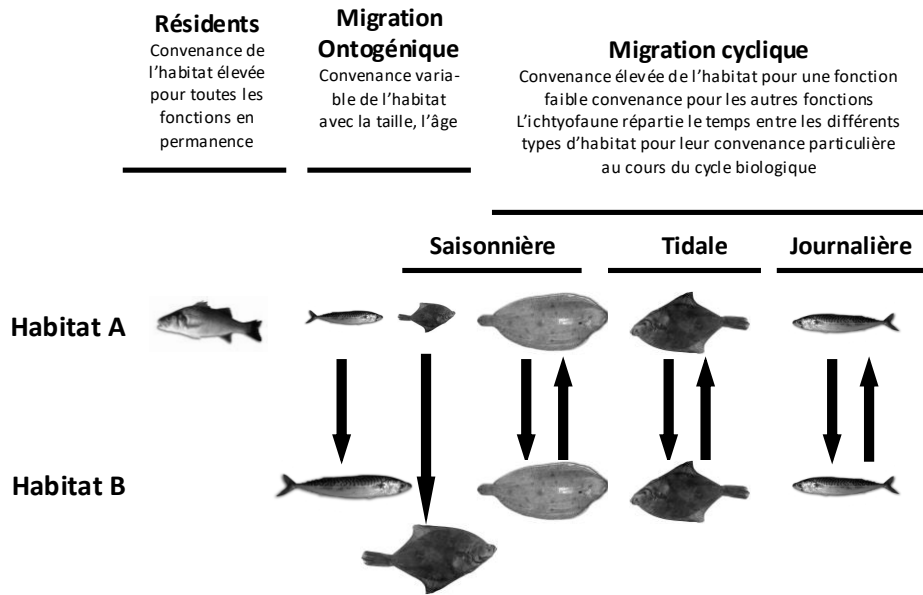 Résidents
Convenance de
l'habitat élevée
pour toutes les
fonctions en
permanence
Migration
Ontogénique
Convenance varia-
ble de l'habitat
avec la taille, l'âge
Migration cyclique
Convenance élevée de l'habitat pour une fonction
faible convenance pour les autres fonctions
L'ichtyofaune répartie le temps entre les différents
types d'habitat pour leur convenance particulière
au cours du cycle biologique
Saisonnière
Tidale
Journalière
Habitat A
Habitat B